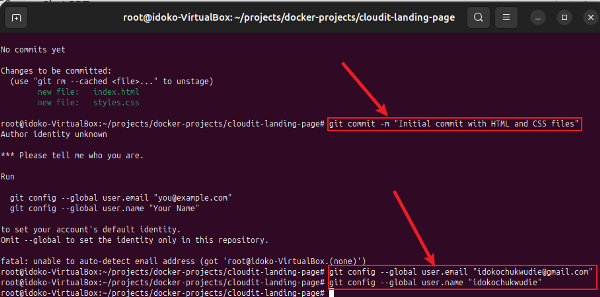 root@idoko-VirtualBox: ~/projects/docker-projects/cloudit-landing-page
No commits yet
Changes to be committed:
(use "git rm --cached <file>..." to unstage)
new file:   index.html
new file:   styles.css
root@idoko-VirtualBox:~/projects/docker-projects/cloudit-landing-page# git commit -m "Initial commit with HTML and CSS files"
Author identity unknown
*** Please tell me who you are.
Run
git config --global user.email "you@example.com"
git config --global user.name "Your Name"
to set your account's default identity.
Omit --global to set the identity only in this repository.
fatal: unable to auto-detect email address (got 'root@idoko-VirtualBox.(none)')
root@idoko-VirtualBox:~/projects/docker-projects/cloudit-landing-page# git config --global user.email "idokochukwudie@gmail.com"
root@idoko-VirtualBox:~/projects/docker-projects/cloudit-landing-page# git config --global user.name "idokochukwudie"
root@idoko-VirtualBox:~/projects/docker-projects/cloudit-landing-page#